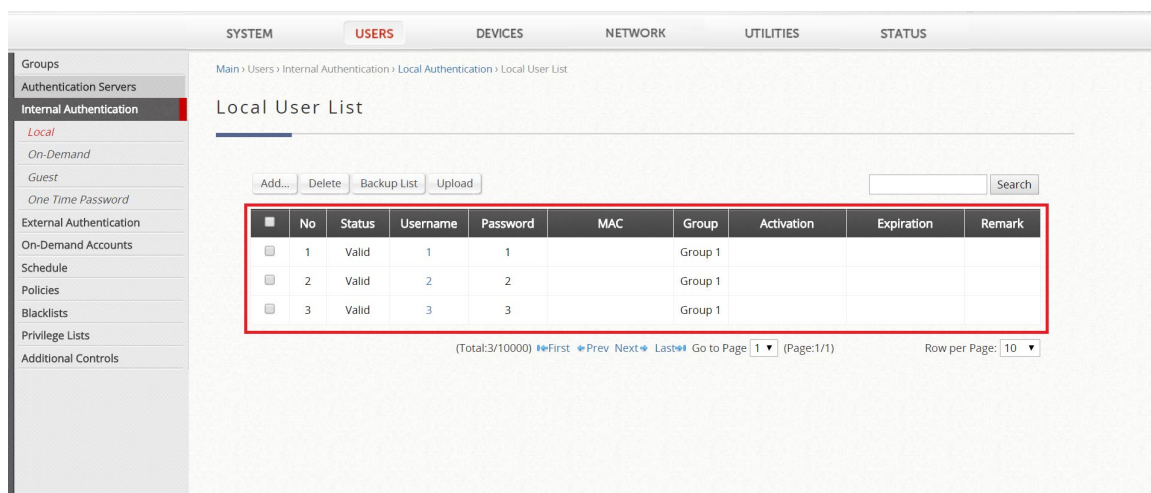 SYSTEM USERS DEVICES NETWORK UTILITIES STATUS
Groups
Authentication Servers
Internal Authentication
Local
On-Demand
Guest
One Time Password
External Authentication
On-Demand Accounts
Schedule
Policies
Blacklists
Privilege Lists
Additional Controls
Main › Users › Internal Authentication › Local Authentication › Local User List
Local User List
Add... Delete Backup List Upload Search
No Status Username Password MAC Group Activation Expiration Remark
1 Valid 1 1 Group 1
2 Valid 2 2 Group 1
3 Valid 3 3 Group 1
(Total:3/10000) First Prev Next Last Go to Page 1 (Page:1/1) Row per Page: 10